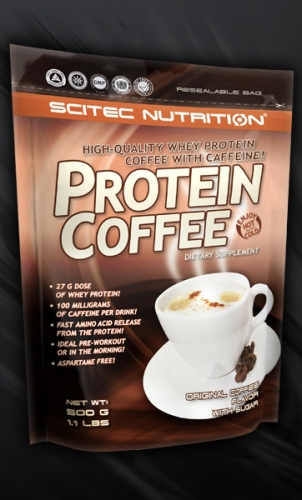 RESEALABLE BAG
SCITEC NUTRITION®
HIGH-QUALITY WHEY PROTEIN
COFFEE WITH CAFFEINE!
PROTEIN
COFFEE
ENJOY
HOT
OR
COLD
DIETARY SUPPLEMENT
• 27 G DOSE
OF WHEY PROTEIN!
• 100 MILLIGRAMS
OF CAFFEINE PER DRINK!
• FAST AMINO ACID RELEASE
FROM THE PROTEIN!
• IDEAL PRE-WORKOUT
OR IN THE MORNING!
• ASPARTAME FREE!
NET WT:
500 G
1.1 LBS
ORIGINAL COFFEE
FLAVOR
WITH SUGAR